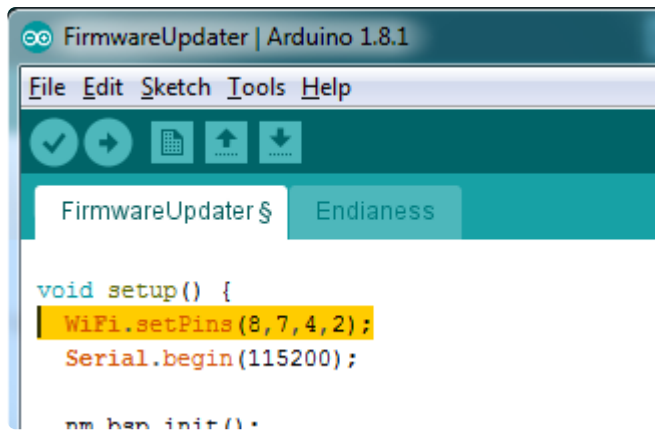 FirmwareUpdater | Arduino 1.8.1
File Edit Sketch Tools Help
FirmwareUpdater § Endianess
void setup() {
WiFi.setPins(8,7,4,2);
Serial.begin(115200);
nm_bsp_init();